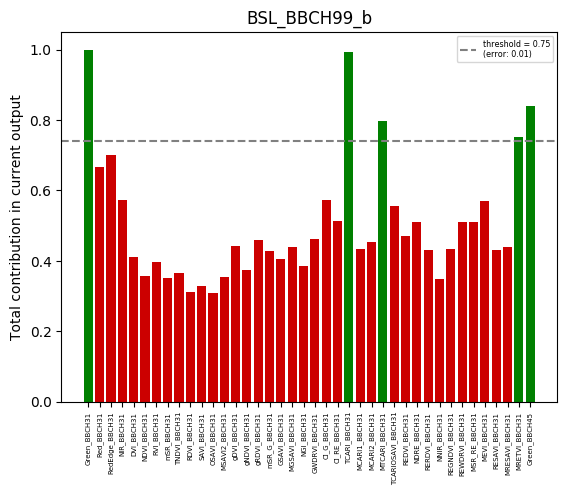 BSL_BBCH99_b
threshold = 0.75
(error: 0.01)
Total contribution in current output
1.0
0.8
0.6
0.4
0.2
0.0
Green_BBCH31
Red_BBCH31
RedEdge_BBCH31
NIR_BBCH31
DVI_BBCH31
NDVI_BBCH31
RVI_BBCH31
mSR_BBCH31
TNDVI_BBCH31
RDVI_BBCH31
SAVI_BBCH31
OSAVI_BBCH31
MSAVI2_BBCH31
gDVI_BBCH31
gNDVI_BBCH31
gRDVI_BBCH31
mSR_G_BBCH31
GSAVI_BBCH31
MGSAVI_BBCH31
NGI_BBCH31
GWDRVI_BBCH31
CI_G_BBCH31
CI_RE_BBCH31
TCARI_BBCH31
MCARI1_BBCH31
MCARI2_BBCH31
MTCARI_BBCH31
TCARIOSAVI_BBCH31
REDVI_BBCH31
NDRE_BBCH31
RERDVI_BBCH31
NNIR_BBCH31
REGNDVI_BBCH31
REWDRVI_BBCH31
MSR_RE_BBCH31
MEVI_BBCH31
RESAVI_BBCH31
MRESAVI_BBCH31
MRETVI_BBCH31
Green_BBCH45